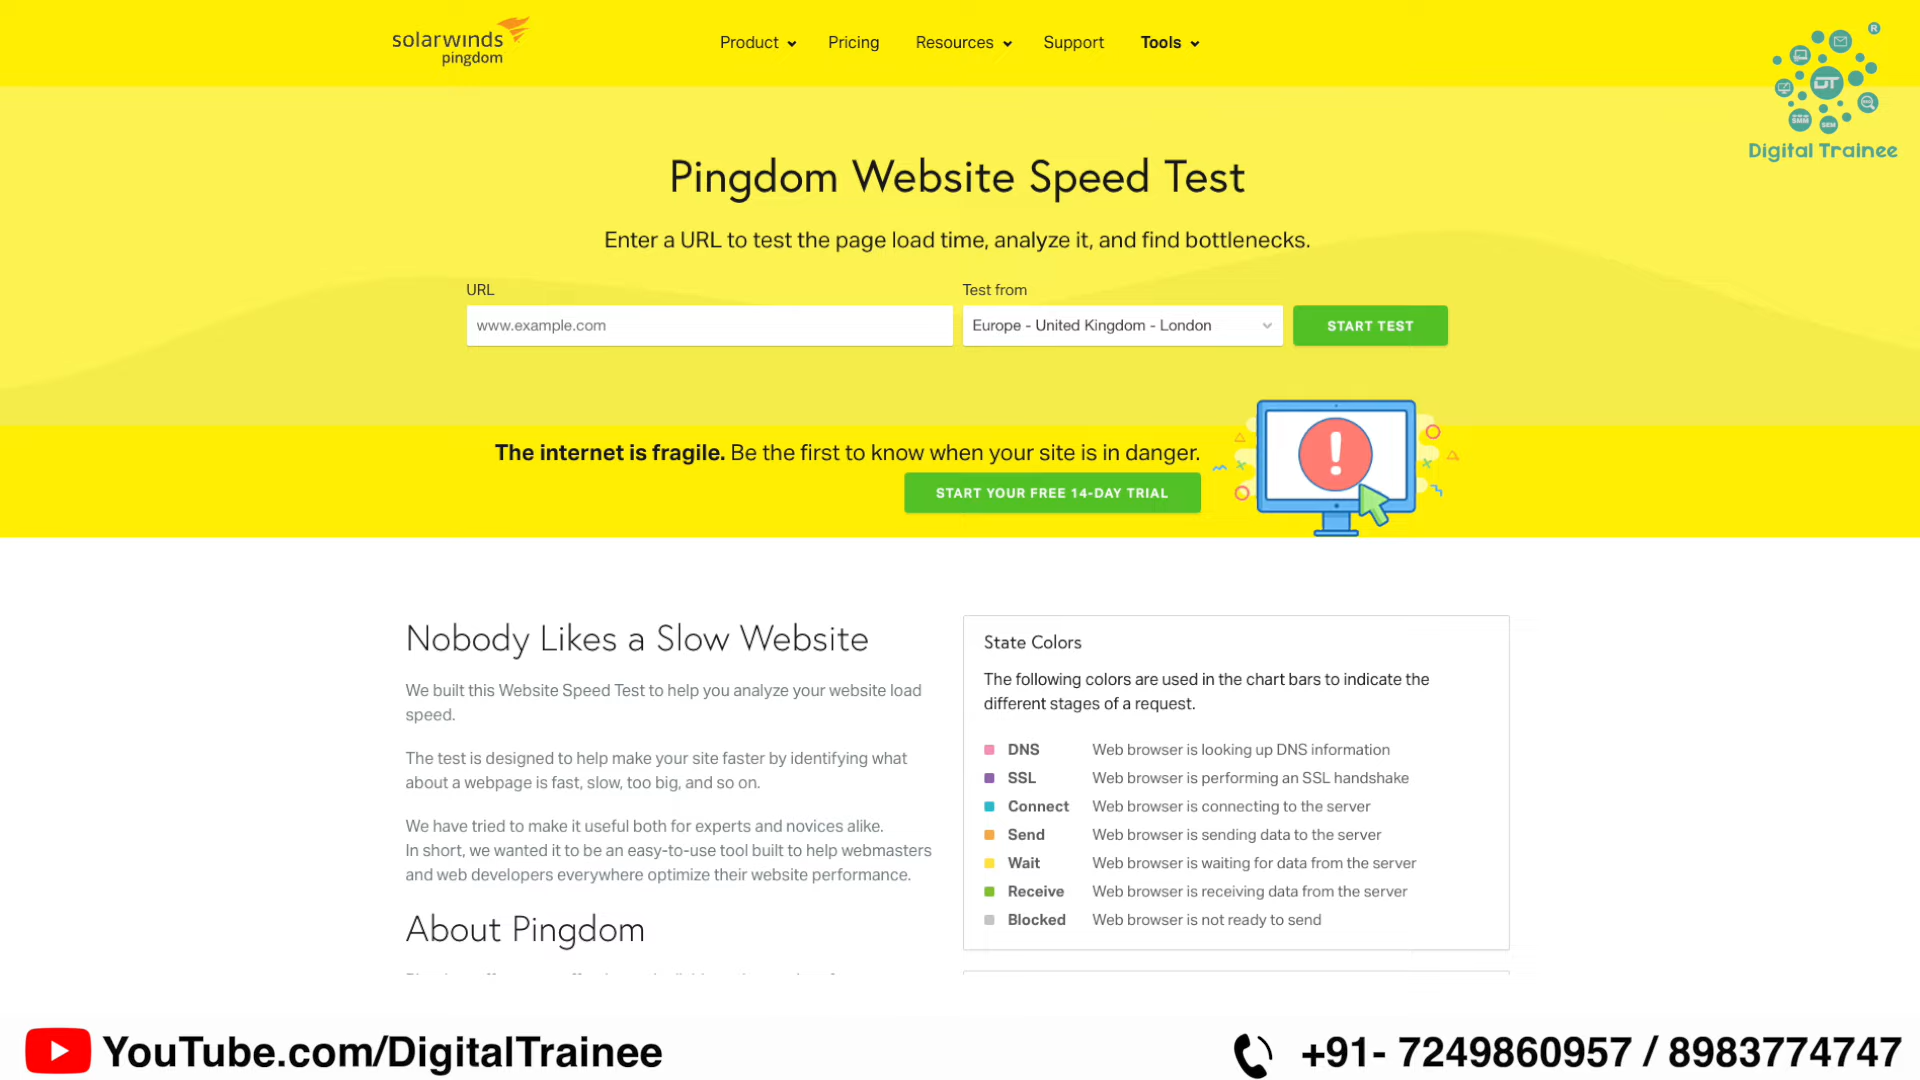 solarwinds
pingdom
Product
Pricing
Resources
Support
Tools
R
DT
SMM
SEM
Digital Trainee
Pingdom Website Speed Test
Enter a URL to test the page load time, analyze it, and find bottlenecks.
URL
Test from
www.example.com
Europe - United Kingdom - London
START TEST
The internet is fragile. Be the first to know when your site is in danger.
START YOUR FREE 14-DAY TRIAL
Nobody Likes a Slow Website
We built this Website Speed Test to help you analyze your website load
speed.
The test is designed to help make your site faster by identifying what
about a webpage is fast, slow, too big, and so on.
We have tried to make it useful both for experts and novices alike.
In short, we wanted it to be an easy-to-use tool built to help webmasters
and web developers everywhere optimize their website performance.
About Pingdom
State Colors
The following colors are used in the chart bars to indicate the
different stages of a request.
DNS Web browser is looking up DNS information
SSL Web browser is performing an SSL handshake
Connect Web browser is connecting to the server
Send Web browser is sending data to the server
Wait Web browser is waiting for data from the server
Receive Web browser is receiving data from the server
Blocked Web browser is not ready to send
YouTube.com/DigitalTrainee
+91- 7249860957 / 8983774747